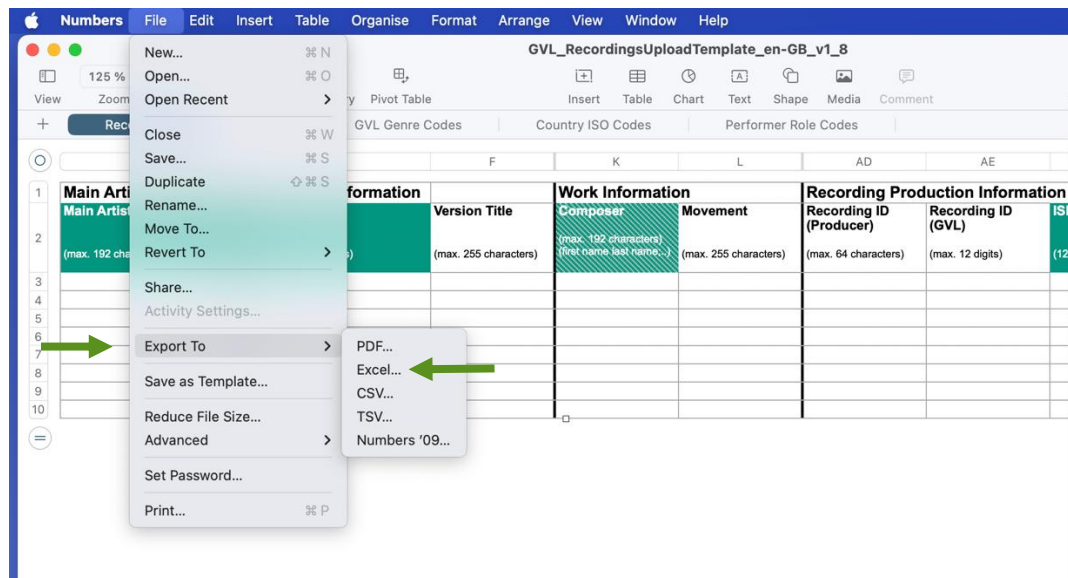 Numbers File Edit Insert Table Organise Format Arrange View Window Help
GVL_RecordingsUploadTemplate_en-GB_v1_8
125 %
View Zoom Pivot Table Insert Table Chart Text Shape Media Comment
GVL Genre Codes Country ISO Codes Performer Role Codes
New... ⌘ N
Open... ⌘ O
Open Recent >
Close ⌘ W
Save... ⌘ S
Duplicate ⇧ ⌘ S
Rename...
Move To...
Revert To >
Share...
Activity Settings...
Export To >
Save as Template...
Reduce File Size...
Advanced >
Set Password...
Print... ⌘ P
PDF...
Excel...
CSV...
TSV...
Numbers '09...
F K L AD AE
1 Main Arti formation Work Information Recording Production Information
2
Main Artist
(max. 192 cha
Version Title
(max. 255 characters)
Composer
(max. 192 characters)
(first name last name;...)
Movement
(max. 255 characters)
Recording ID
(Producer)
(max. 64 characters)
Recording ID
(GVL)
(max. 12 digits)
(12
3
4
5
6
7
8
9
10